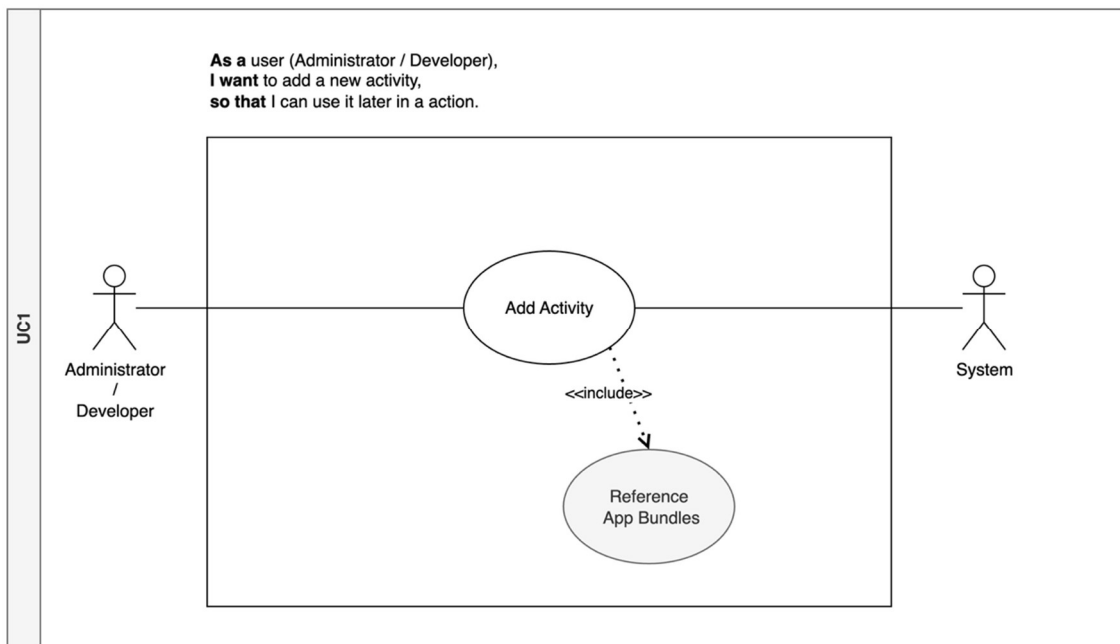 UC1
As a user (Administrator / Developer),
I want to add a new activity,
so that I can use it later in a action.
Add Activity
Administrator
/
Developer
System
<<include>>
Reference
App Bundles